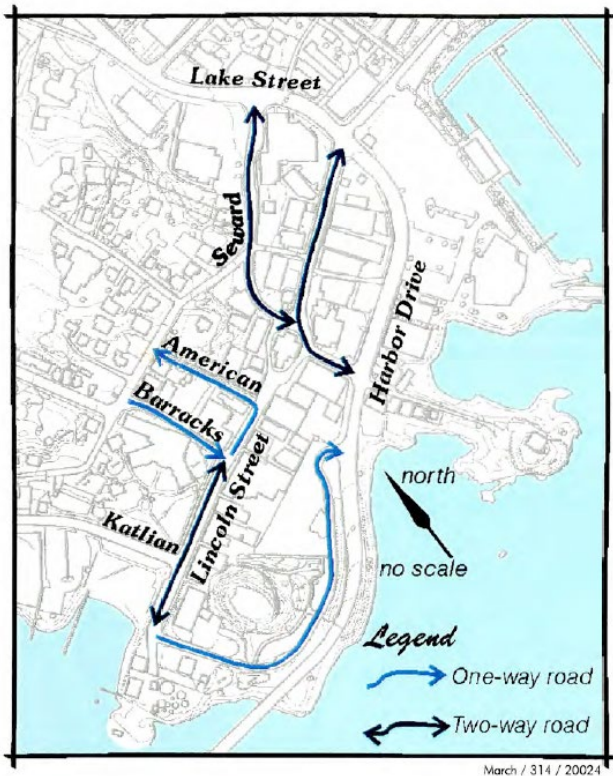 Lake Street
Seward
Harbor Drive
American
Barracks
Lincoln Street
Katlian
north
no scale
Legend
One-way road
Two-way road
March / 314 / 20024